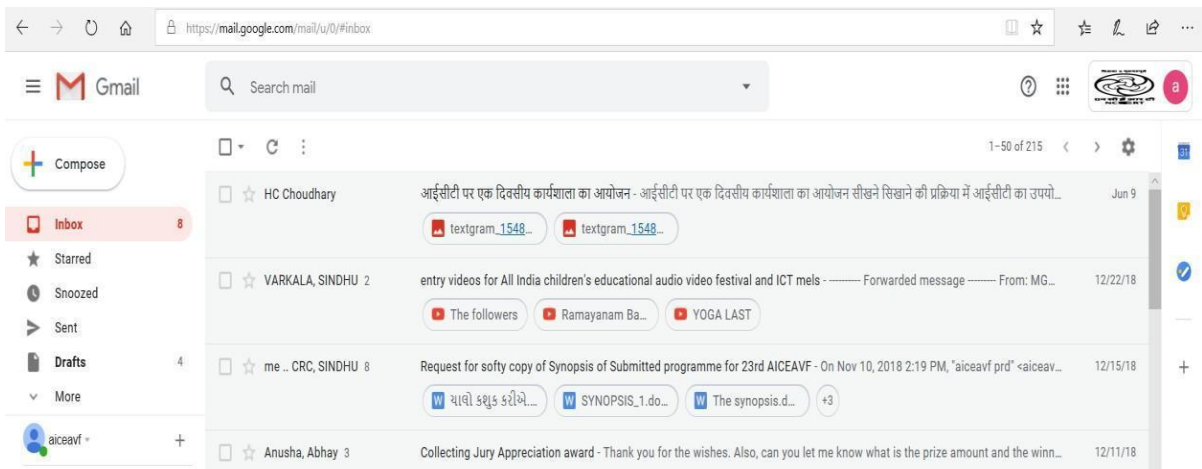 https://mail.google.com/mail/u/0/#inbox
Gmail
Search mail
a
Compose
1-50 of 215
31
HC Choudhary
आईसीटी पर एक दिवसीय कार्यशाला का आयोजन - आईसीटी पर एक दिवसीय कार्यशाला का आयोजन सीखने सिखाने की प्रक्रिया में आईसीटी का उपयो...
Jun 9
textgram_1548...
textgram_1548...
Inbox
8
Starred
VARKALA, SINDHU 2
entry videos for All India children's educational audio video festival and ICT mels - ---------- Forwarded message --------- From: MG...
12/22/18
Snoozed
The followers
Ramayanam Ba...
YOGA LAST
Sent
Drafts
4
me .. CRC, SINDHU 8
Request for softy copy of Synopsis of Submitted programme for 23rd AICEAVF - On Nov 10, 2018 2:19 PM, "aiceavf prd" <aiceav...
12/15/18
More
W ચાલો કશુક કરીએ....
W SYNOPSIS_1.do...
W The synopsis.d...
+3
aiceavf
Anusha, Abhay 3
Collecting Jury Appreciation award - Thank you for the wishes. Also, can you let me know what is the prize amount and the winn...
12/11/18